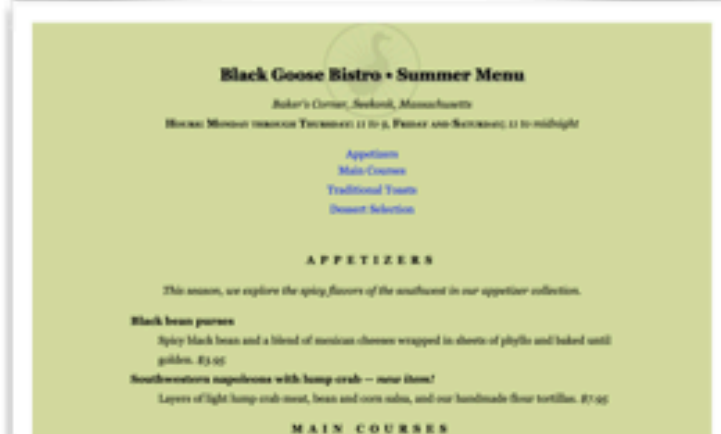 Black Goose Bistro • Summer Menu
Baker's Corner, Seekonk, Massachusetts
Hours: Monday through Thursday: 11 to 9, Friday and Saturday; 11 to midnight
Appetizers
Main Courses
Traditional Toasts
Dessert Selection
APPETIZERS
This season, we explore the spicy flavors of the southwest in our appetizer collection.
Black bean purses
Spicy black bean and a blend of mexican cheeses wrapped in sheets of phyllo and baked until
golden. $3.95
Southwestern napoleons with lump crab — new item!
Layers of light lump crab meat, bean and corn salsa, and our handmade flour tortillas. $7.95
MAIN COURSES